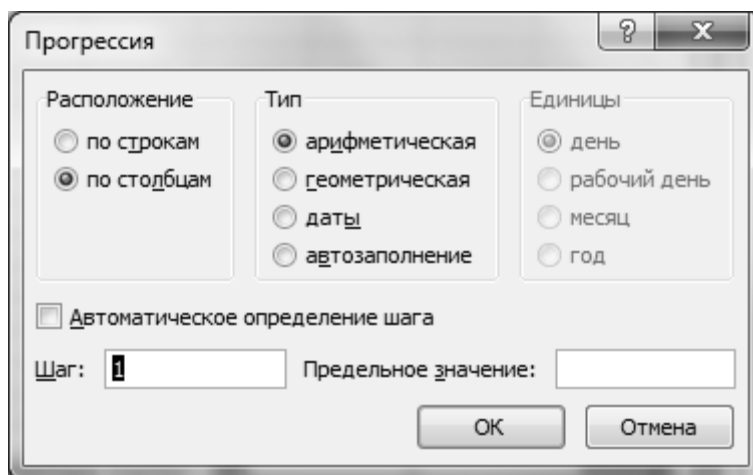 Прогрессия
?
Расположение
по строкам
по столбцам
Тип
арифметическая
геометрическая
даты
автозаполнение
Единицы
день
рабочий день
месяц
год
Автоматическое определение шага
Шаг: 1 Предельное значение:
ОК Отмена